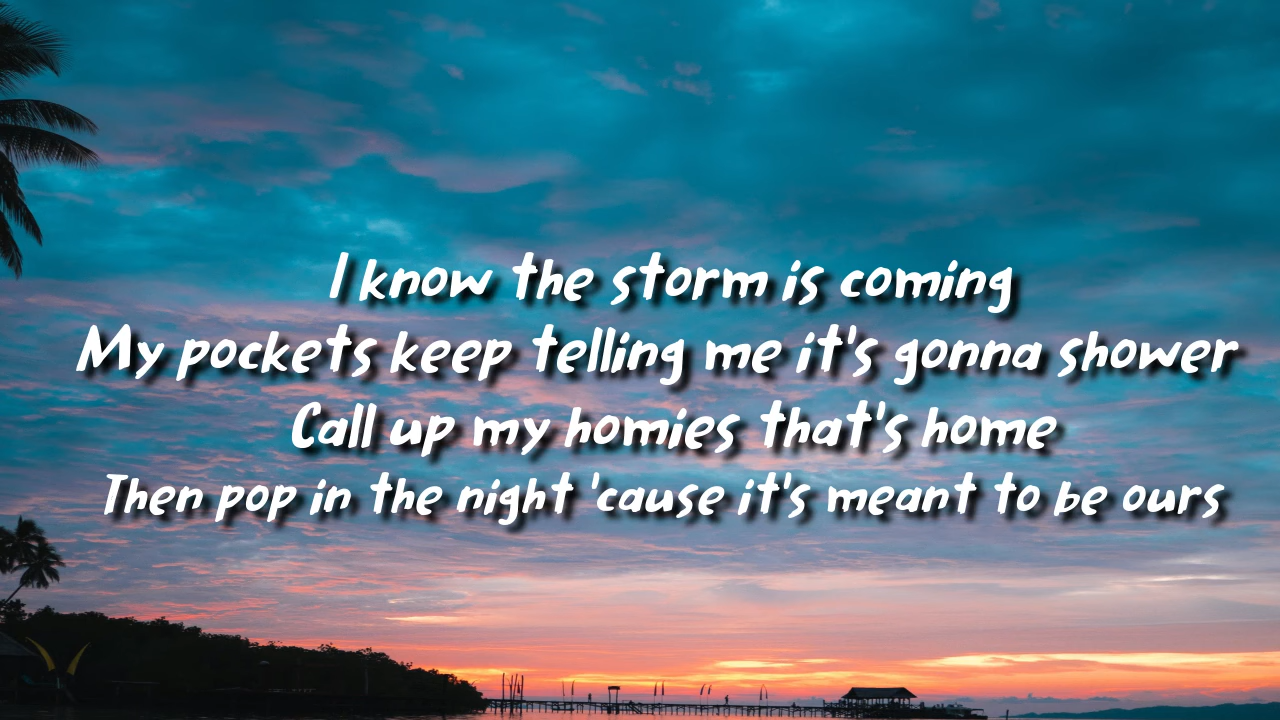 I know the storm is coming
My pockets keep telling me it's gonna shower
Call up my homies that's home
Then pop in the night 'cause it's meant to be ours